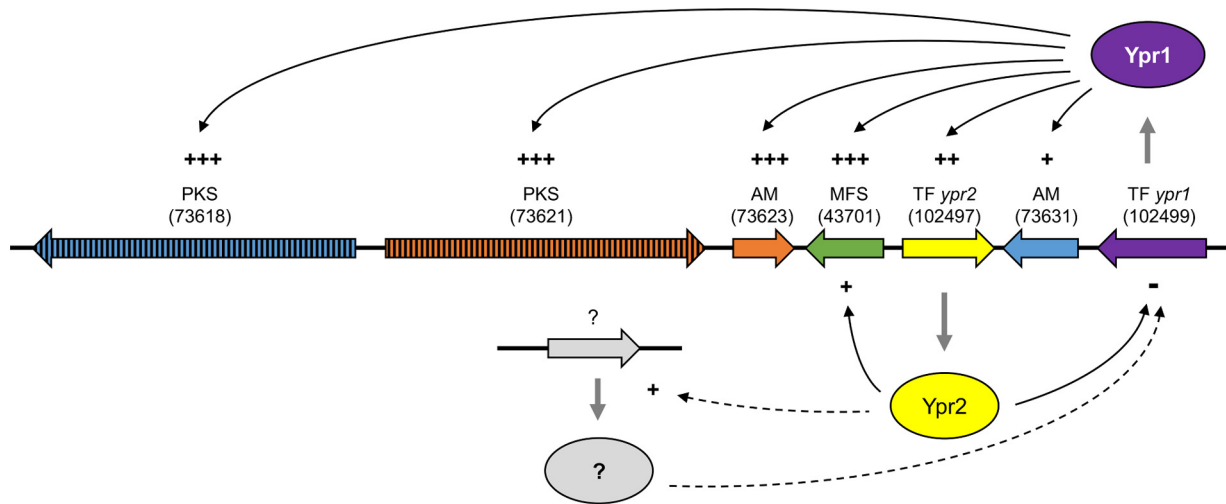 Ypr1
+++ +++ +++ +++ ++ +
PKS PKS AM MFS TF ypr2 AM TF ypr1
(73618) (73621) (73623) (43701) (102497) (73631) (102499)
+ -
?
+ Ypr2
?